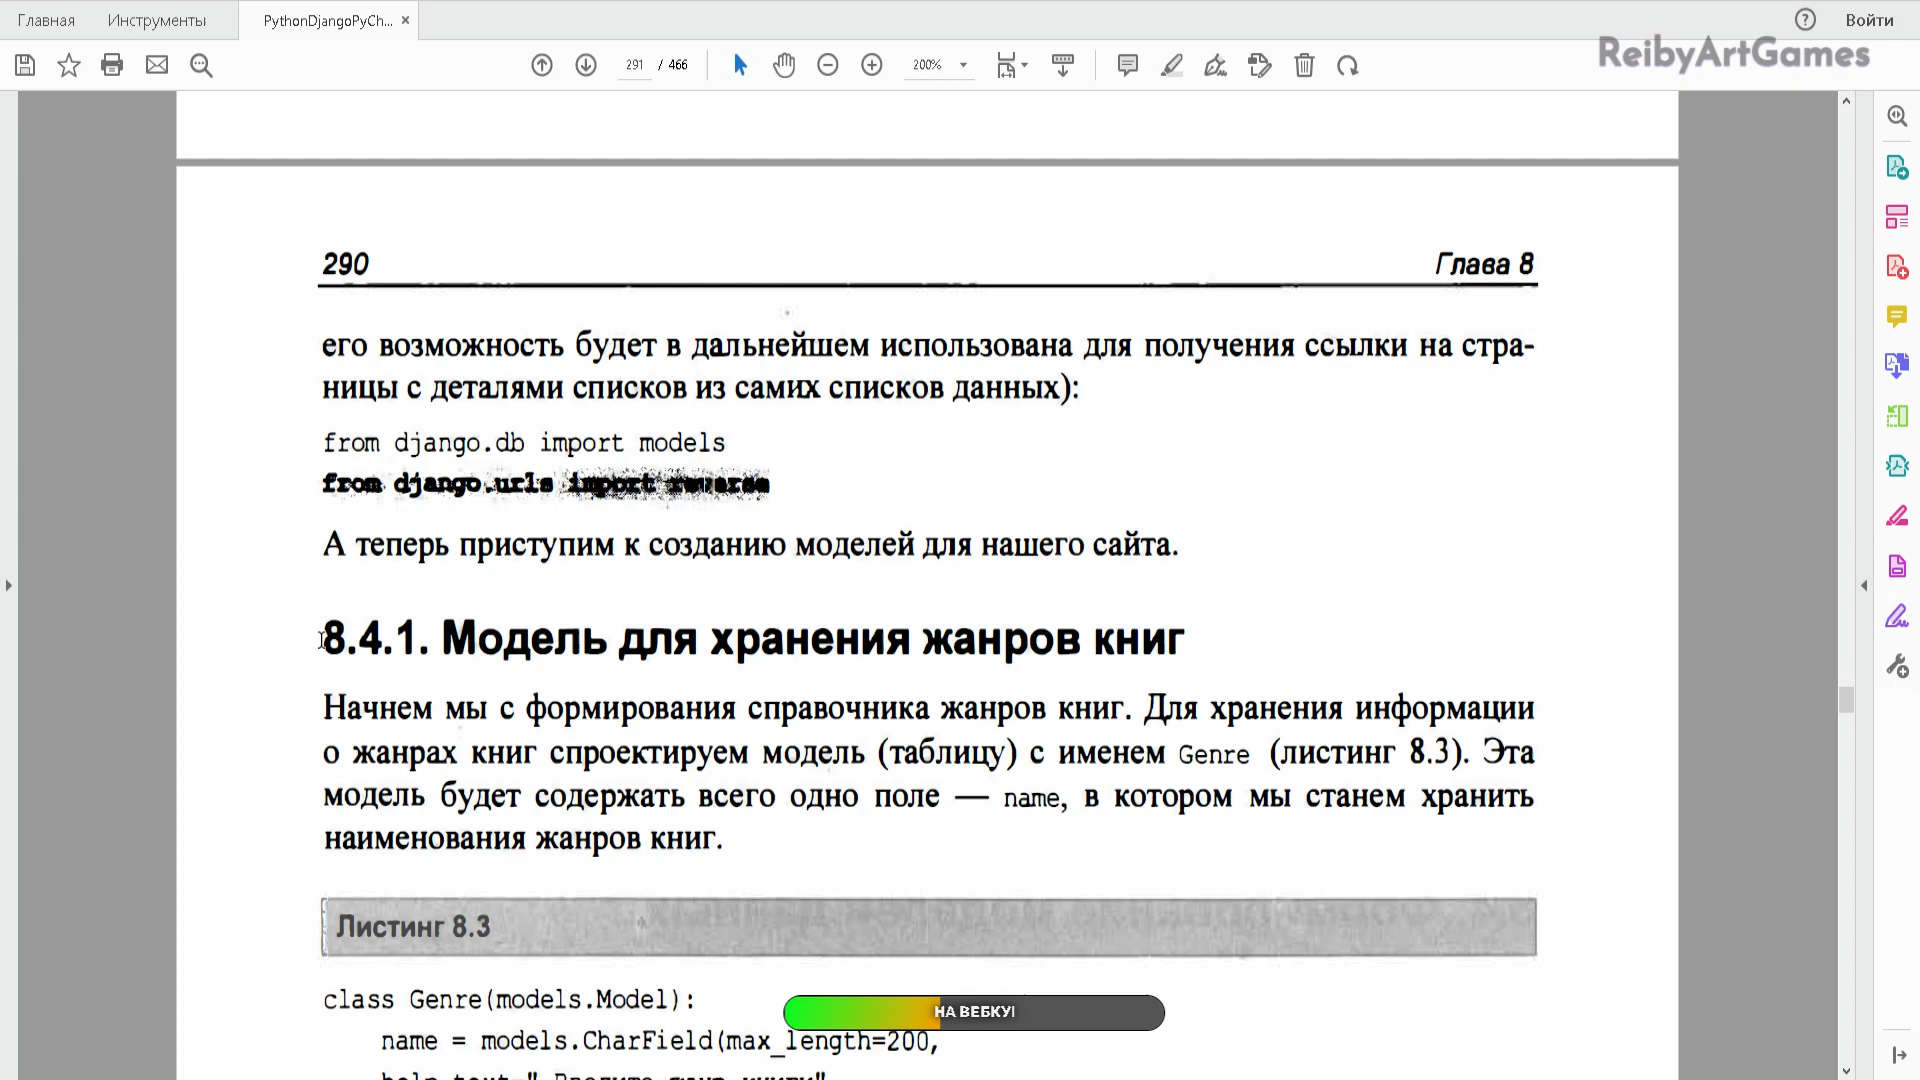 Главная Инструменты PythonDjangoPyCh... × ? Войти
ReibyArtGames
291 / 466 200%
290 Глава 8
его возможность будет в дальнейшем использована для получения ссылки на стра-
ницы с деталями списков из самих списков данных):
from django.db import models
from django.urls import reverse
А теперь приступим к созданию моделей для нашего сайта.
8.4.1. Модель для хранения жанров книг
Начнем мы с формирования справочника жанров книг. Для хранения информации
о жанрах книг спроектируем модель (таблицу) с именем Genre (листинг 8.3). Эта
модель будет содержать всего одно поле — name, в котором мы станем хранить
наименования жанров книг.
Листинг 8.3
class Genre(models.Model):
НА ВЕБКУ!
name = models.CharField(max_length=200,
help_text=" Введите жанр книги"